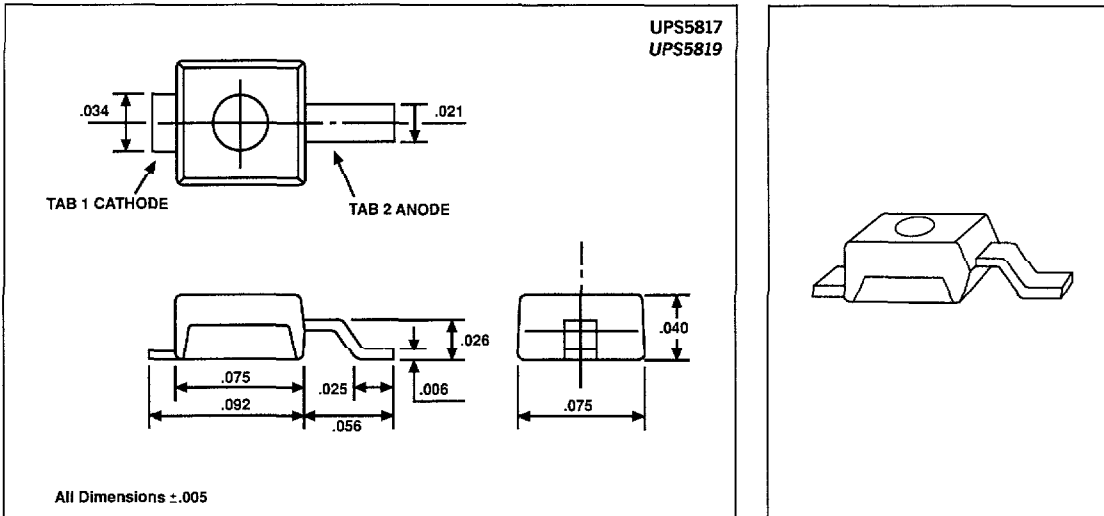 UPS5817
UPS5819
.034
.021
TAB 1 CATHODE
TAB 2 ANODE
.026
.040
.075
.025
.006
.092
.056
.075
All Dimensions ±.005